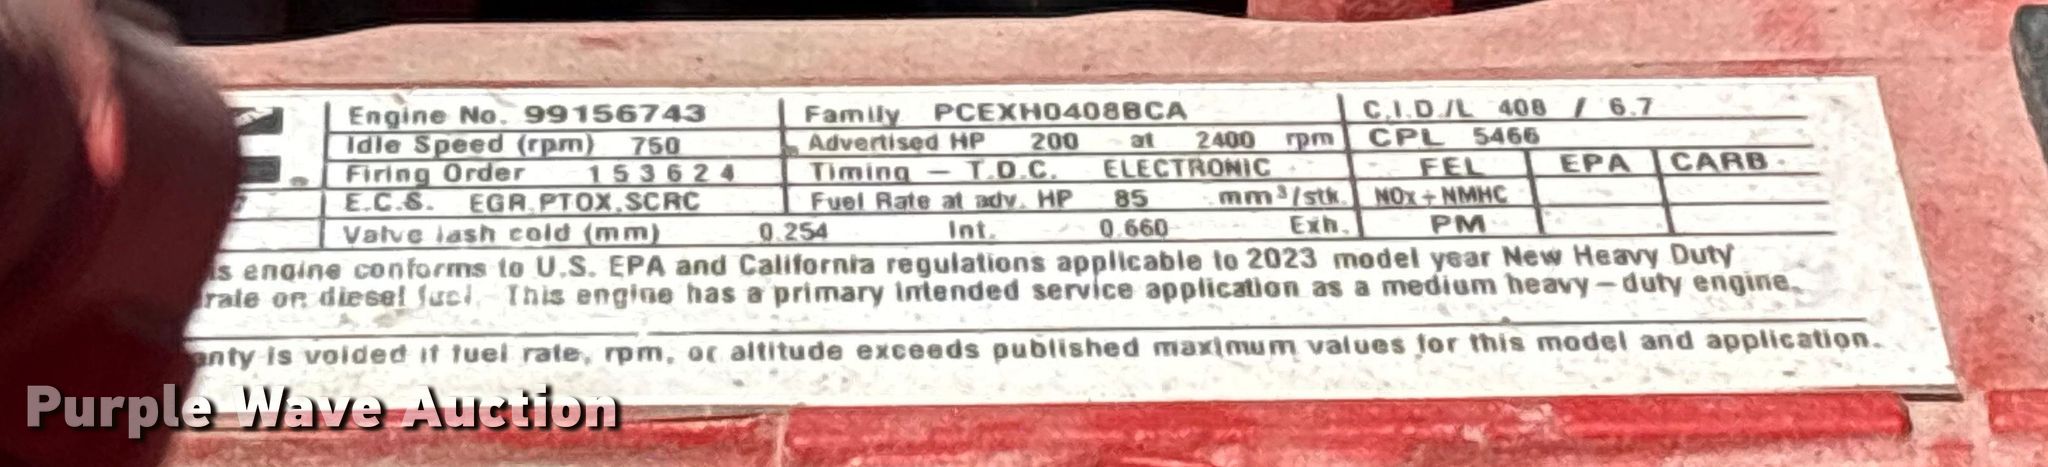 Engine No. 99156743 Family PCEXH0408BCA C.I.D./L 408 / 6.7
Idle Speed (rpm) 750 Advertised HP 200 at 2400 rpm CPL 5466
Firing Order 1 5 3 6 2 4 Timing – T.D.C. ELECTRONIC FEL EPA CARB
E.C.S. EGR,PTOX,SCRC Fuel Rate at adv. HP 85 mm³/stk. NOx+NMHC
Valve lash cold (mm) 0.254 Int. 0.660 Exh. PM
engine conforms to U.S. EPA and California regulations applicable to 2023 model year New Heavy Duty
on diesel fuel. This engine has a primary intended service application as a medium heavy–duty engine.
is voided if fuel rate, rpm, or altitude exceeds published maximum values for this model and application.
Purple Wave Auction